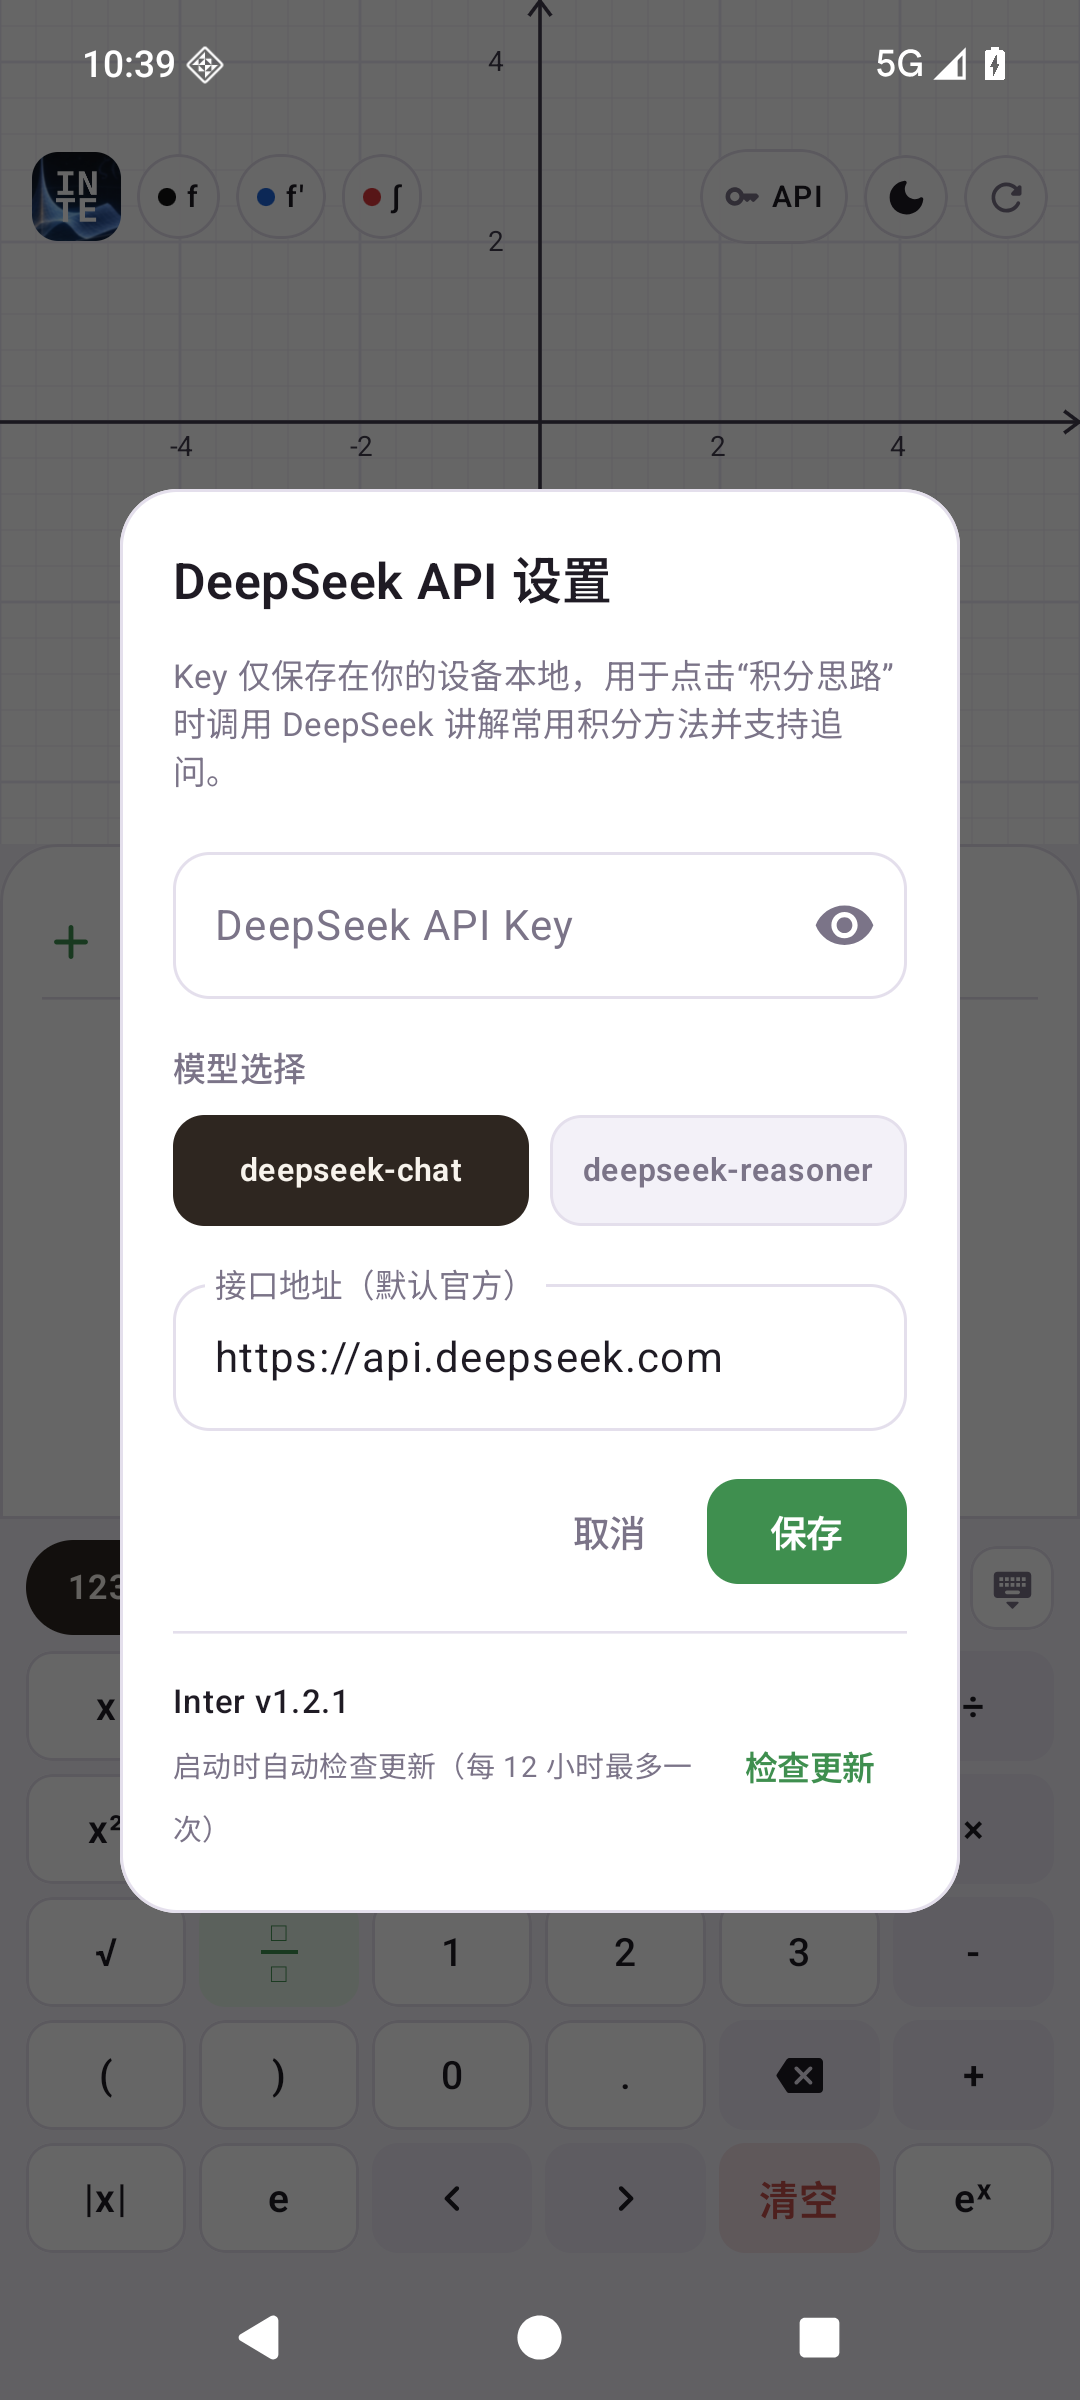 10:39
5G
4
IN
TE
f
f'
∫
API
2
-4
-2
2
4
DeepSeek API 设置
Key 仅保存在你的设备本地，用于点击“积分思路”
时调用 DeepSeek 讲解常用积分方法并支持追
问。
DeepSeek API Key
模型选择
deepseek-chat
deepseek-reasoner
接口地址（默认官方）
https://api.deepseek.com
取消
保存
123
Inter v1.2.1
启动时自动检查更新（每 12 小时最多一
次）
检查更新
x
÷
x²
×
√
□
□
1
2
3
-
(
)
0
.
+
|x|
e
<
>
清空
eˣ